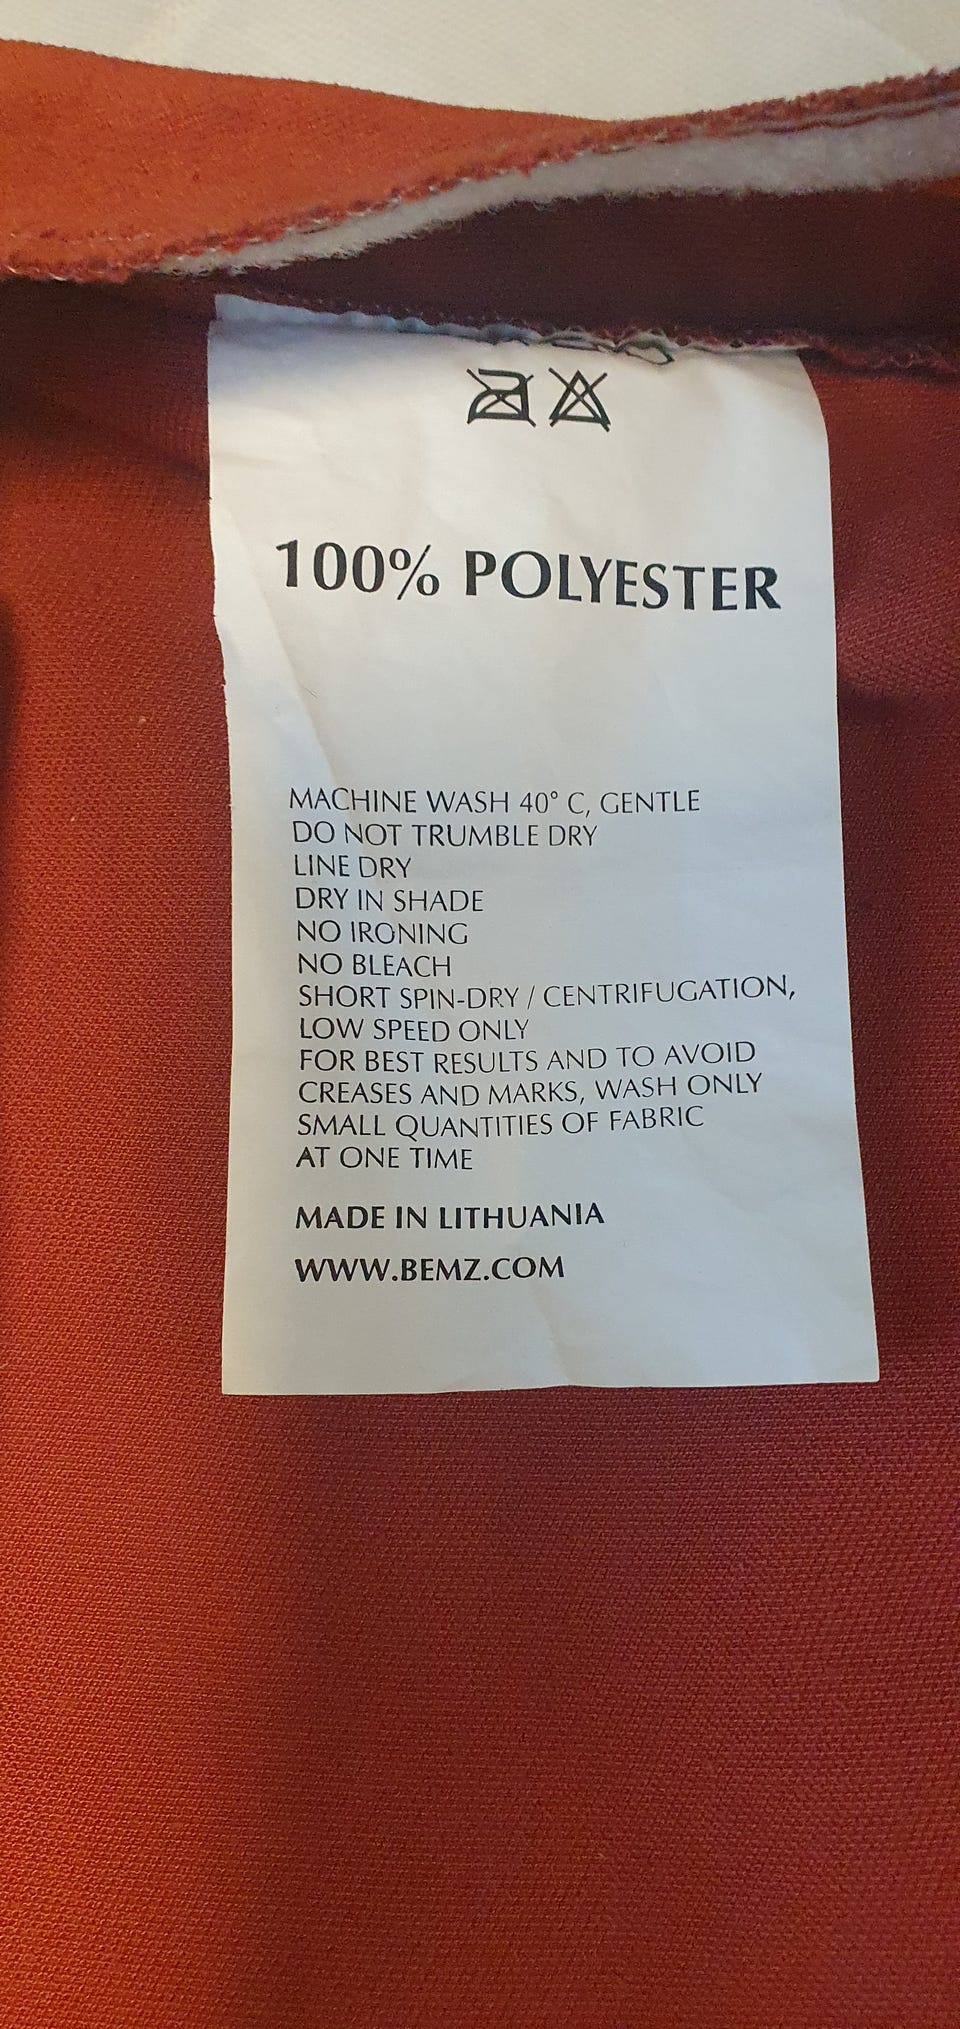 100% POLYESTER
MACHINE WASH 40° C, GENTLE
DO NOT TRUMBLE DRY
LINE DRY
DRY IN SHADE
NO IRONING
NO BLEACH
SHORT SPIN-DRY / CENTRIFUGATION,
LOW SPEED ONLY
FOR BEST RESULTS AND TO AVOID
CREASES AND MARKS, WASH ONLY
SMALL QUANTITIES OF FABRIC
AT ONE TIME
MADE IN LITHUANIA
WWW.BEMZ.COM